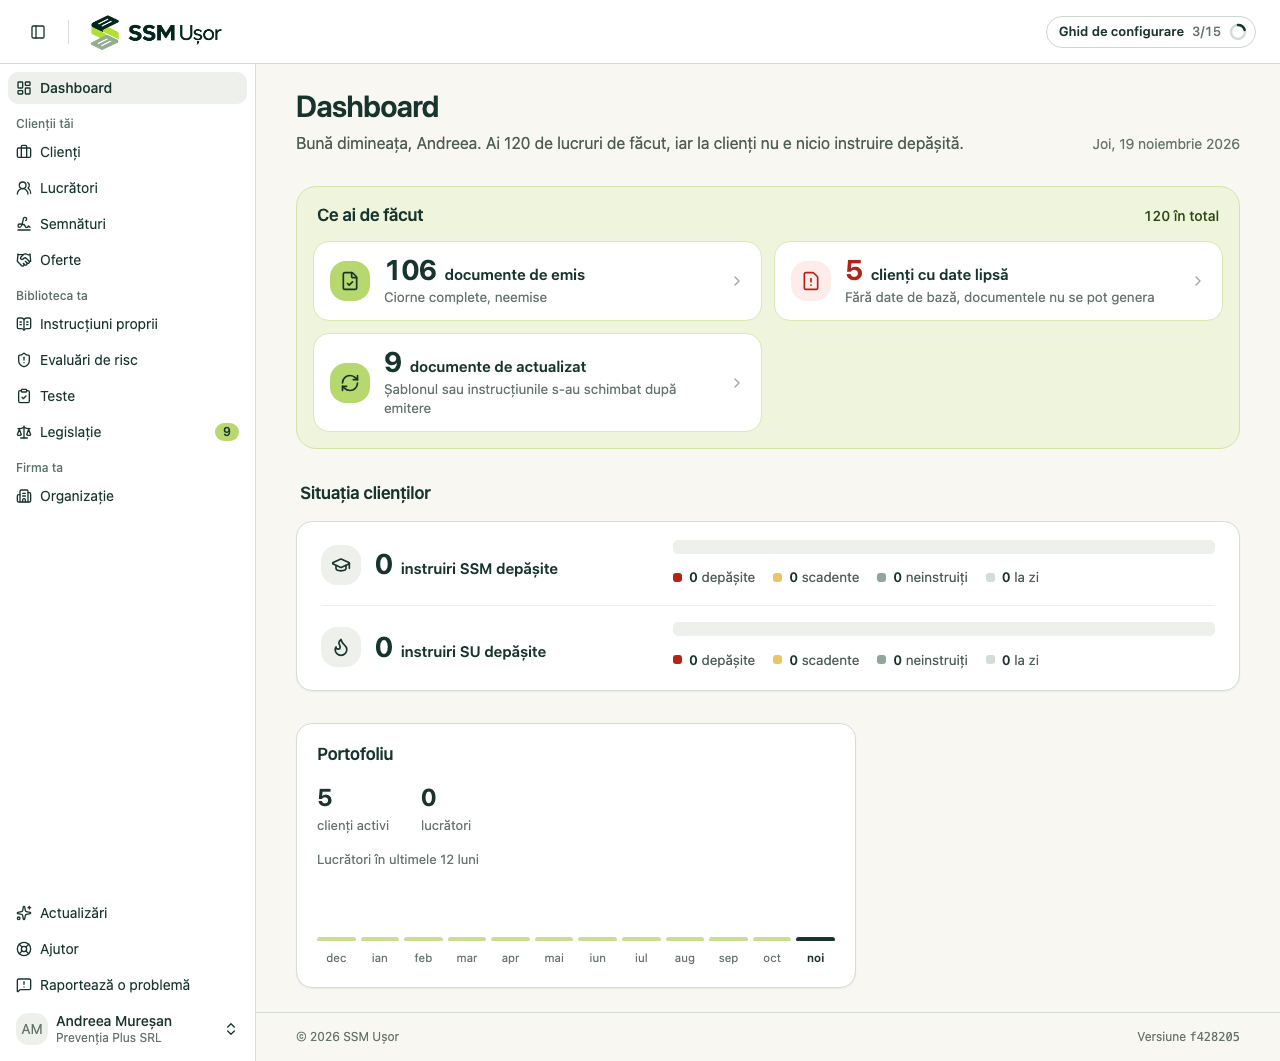 SSM Ușor
Ghid de configurare 3/15
Dashboard
Clienții tăi
Clienți
Lucrători
Semnături
Oferte
Biblioteca ta
Instrucțiuni proprii
Evaluări de risc
Teste
Legislație 9
Firma ta
Organizație
Actualizări
Ajutor
Raportează o problemă
AM
Andreea Mureșan
Prevenția Plus SRL
Dashboard
Bună dimineața, Andreea. Ai 120 de lucruri de făcut, iar la clienți nu e nicio instruire depășită.
Joi, 19 noiembrie 2026
Ce ai de făcut
120 în total
106 documente de emis
Ciorne complete, neemise
5 clienți cu date lipsă
Fără date de bază, documentele nu se pot genera
9 documente de actualizat
Șablonul sau instrucțiunile s-au schimbat după
emitere
Situația clienților
0 instruiri SSM depășite
0 depășite 0 scadente 0 neinstruiți 0 la zi
0 instruiri SU depășite
0 depășite 0 scadente 0 neinstruiți 0 la zi
Portofoliu
5 0
clienți activi lucrători
Lucrători în ultimele 12 luni
dec ian feb mar apr mai iun iul aug sep oct noi
© 2026 SSM Ușor
Versiune f428205